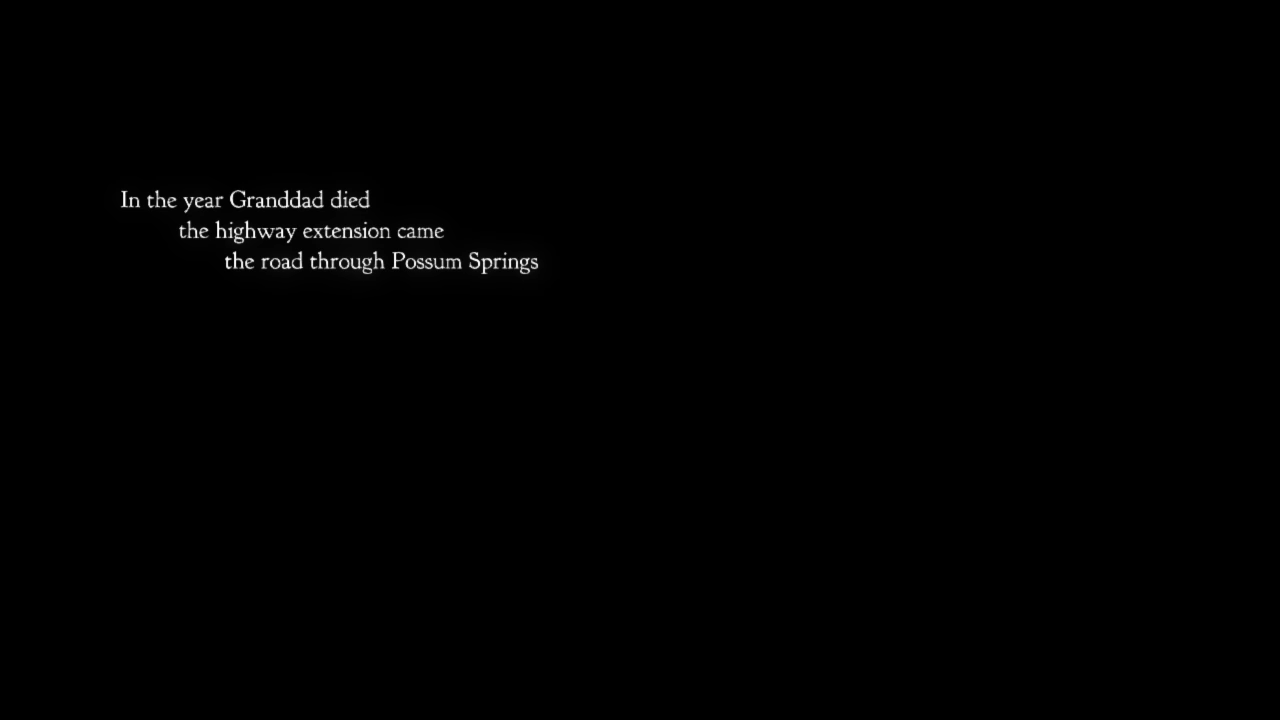 In the year Granddad died
the highway extension came
the road through Possum Springs